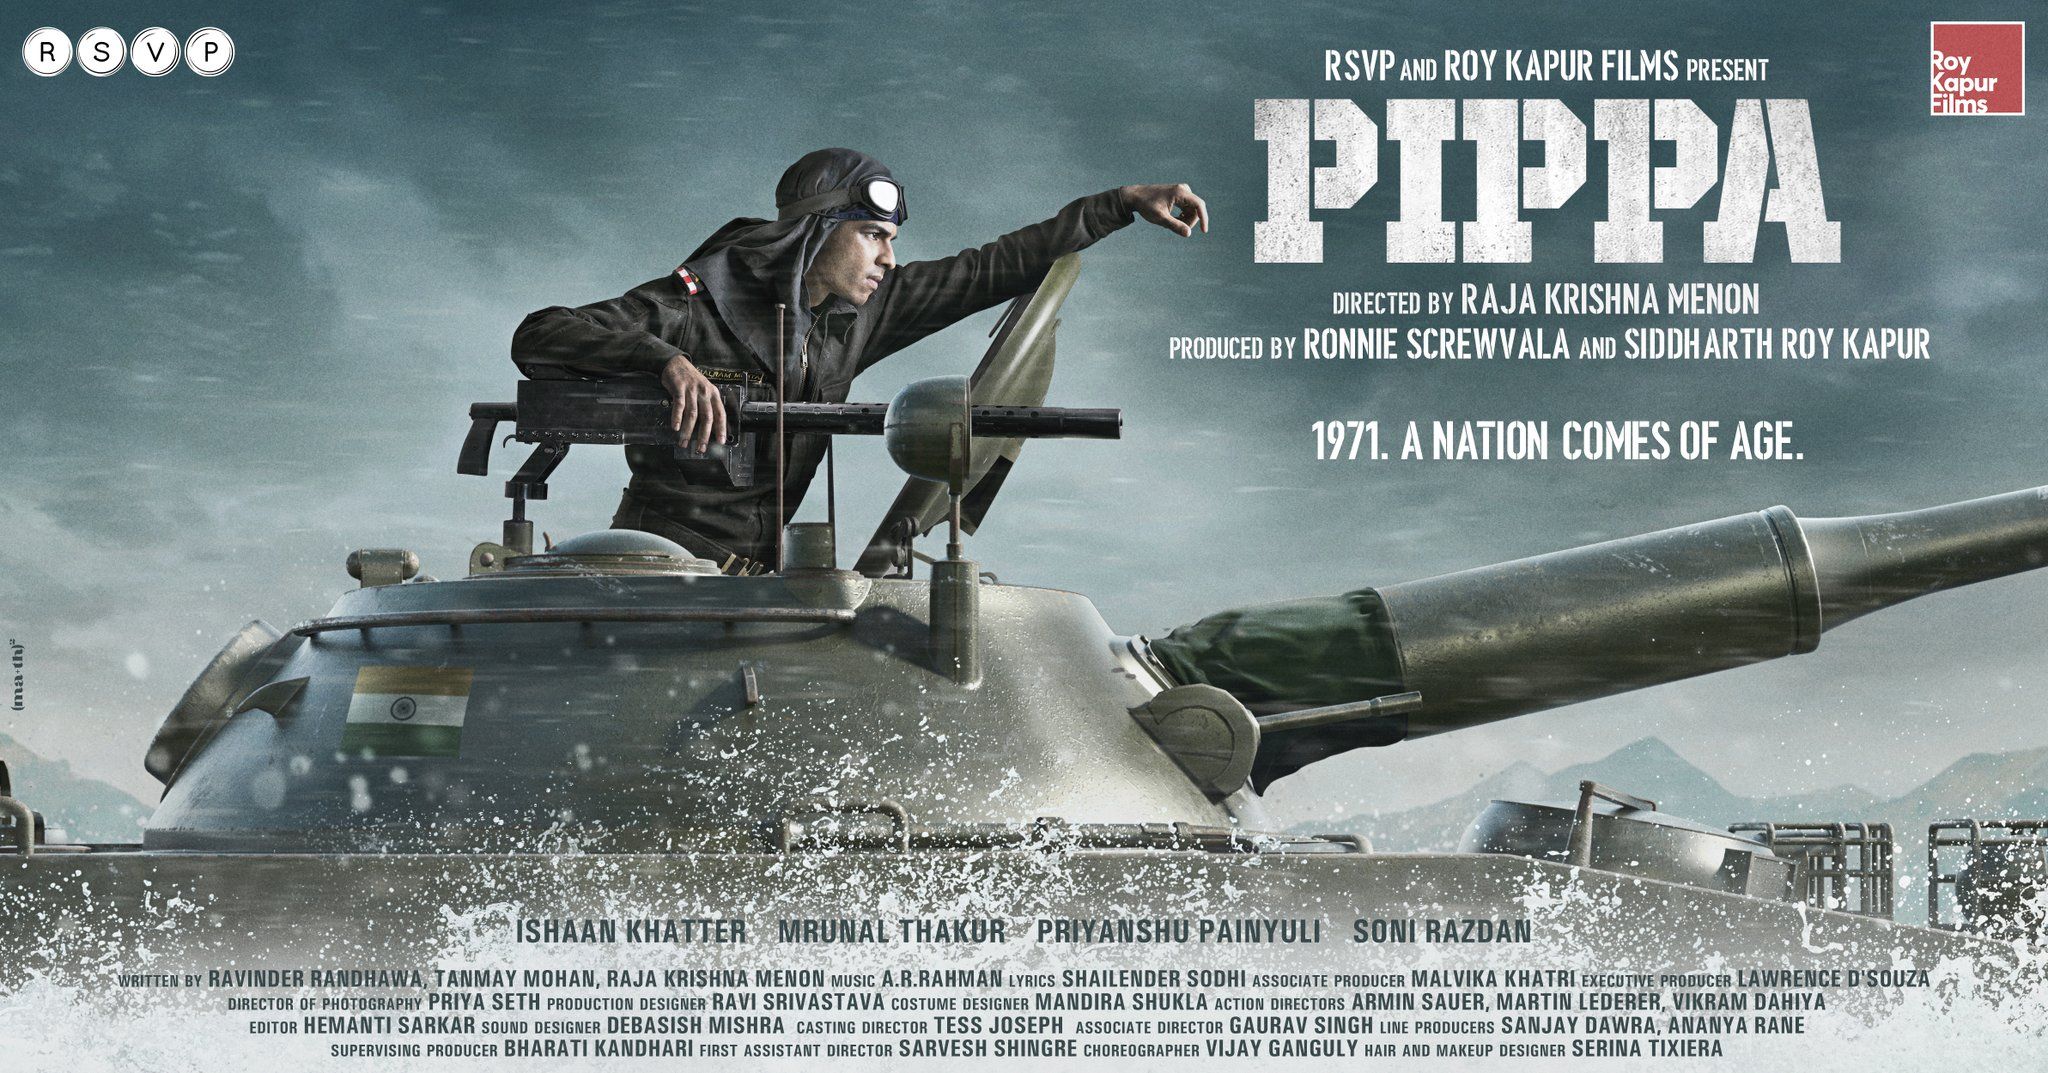 R S V P
Roy
Kapur
Films
RSVP AND ROY KAPUR FILMS PRESENT
PIPPA
DIRECTED BY RAJA KRISHNA MENON
PRODUCED BY RONNIE SCREWVALA AND SIDDHARTH ROY KAPUR
1971. A NATION COMES OF AGE.
BALRAM MEHTA
(ma+th)²
ISHAAN KHATTER MRUNAL THAKUR PRIYANSHU PAINYULI SONI RAZDAN
WRITTEN BY RAVINDER RANDHAWA, TANMAY MOHAN, RAJA KRISHNA MENON MUSIC A.R.RAHMAN LYRICS SHAILENDER SODHI ASSOCIATE PRODUCER MALVIKA KHATRI EXECUTIVE PRODUCER LAWRENCE D'SOUZA
DIRECTOR OF PHOTOGRAPHY PRIYA SETH PRODUCTION DESIGNER RAVI SRIVASTAVA COSTUME DESIGNER MANDIRA SHUKLA ACTION DIRECTORS ARMIN SAUER, MARTIN LEDERER, VIKRAM DAHIYA
EDITOR HEMANTI SARKAR SOUND DESIGNER DEBASISH MISHRA CASTING DIRECTOR TESS JOSEPH ASSOCIATE DIRECTOR GAURAV SINGH LINE PRODUCERS SANJAY DAWRA, ANANYA RANE
SUPERVISING PRODUCER BHARATI KANDHARI FIRST ASSISTANT DIRECTOR SARVESH SHINGRE CHOREOGRAPHER VIJAY GANGULY HAIR AND MAKEUP DESIGNER SERINA TIXIERA